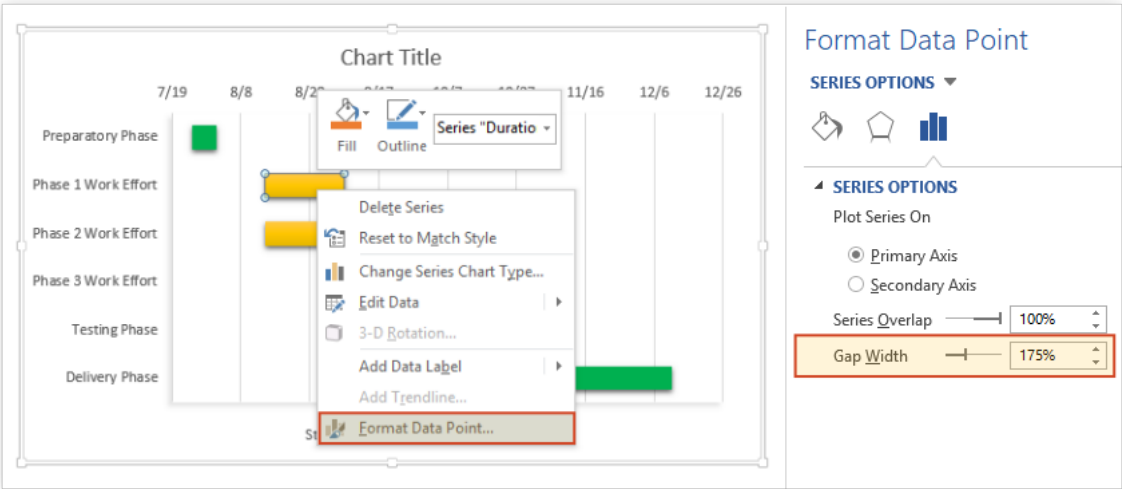 Chart Title
7/19 8/8 11/16 12/6 12/26
Fill Outline Series "Duratio
Preparatory Phase
Phase 1 Work Effort
Phase 2 Work Effort
Phase 3 Work Effort
Testing Phase
Delivery Phase
Delete Series
Reset to Match Style
Change Series Chart Type...
Edit Data
3-D Rotation...
Add Data Label
Add Trendline...
Format Data Point...
Format Data Point
SERIES OPTIONS
SERIES OPTIONS
Plot Series On
Primary Axis
Secondary Axis
Series Overlap 100%
Gap Width 175%